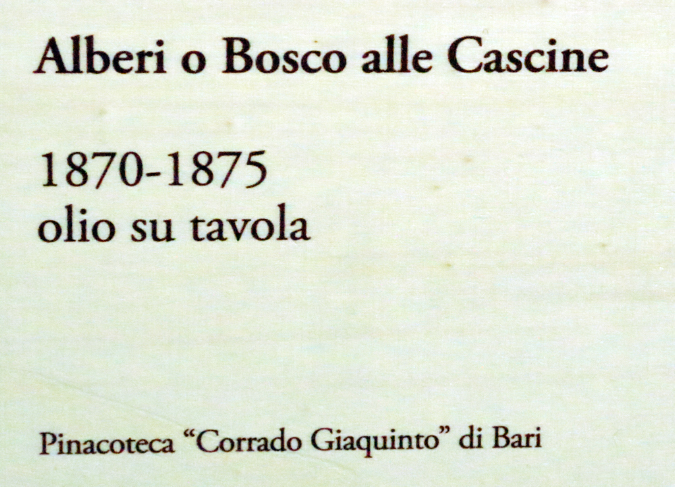 Alberi o Bosco alle Cascine
1870-1875
olio su tavola
Pinacoteca “Corrado Giaquinto” di Bari